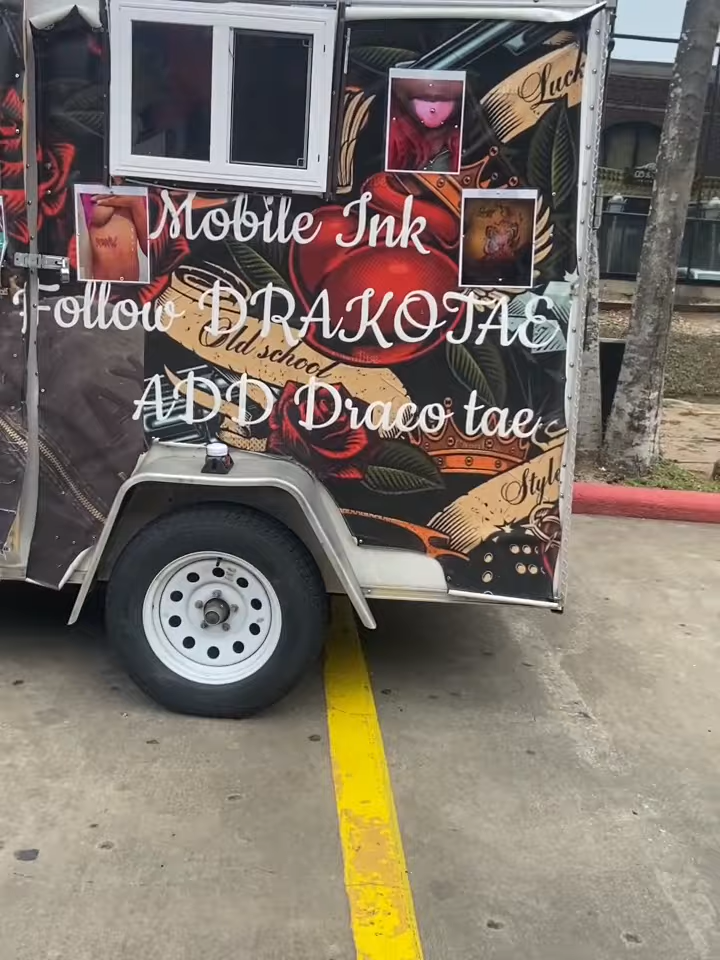 Luck
Mobile Ink
Follow DRAKOTAE
Old school
ADD Draco tae
Style